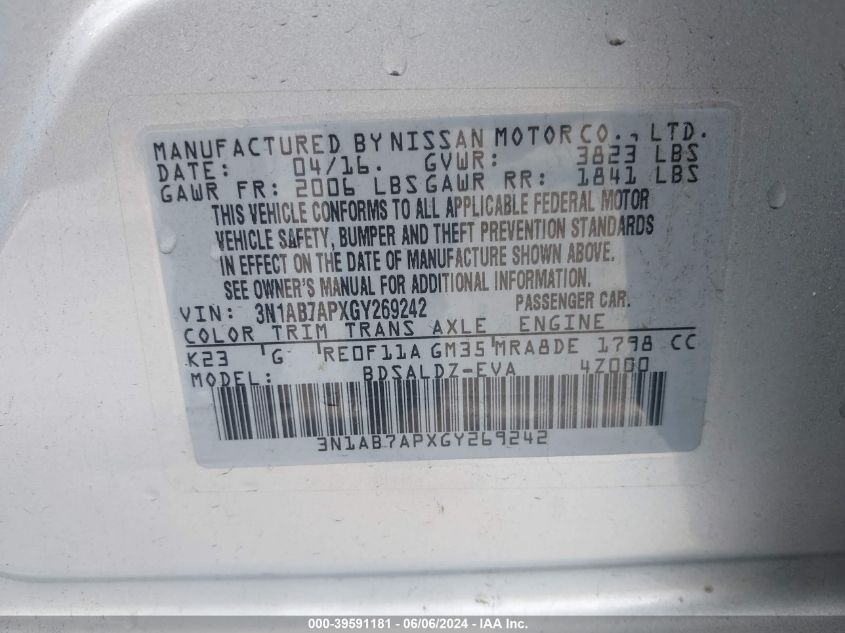 MANUFACTURED BY NISSAN MOTOR CO., LTD.
DATE: 04/16. GVWR: 3823 LBS
GAWR FR: 2006 LBS GAWR RR: 1841 LBS
THIS VEHICLE CONFORMS TO ALL APPLICABLE FEDERAL MOTOR
VEHICLE SAFETY, BUMPER AND THEFT PREVENTION STANDARDS
IN EFFECT ON THE DATE OF MANUFACTURE SHOWN ABOVE.
SEE OWNER'S MANUAL FOR ADDITIONAL INFORMATION.
VIN: 3N1AB7APXGY269242 PASSENGER CAR.
COLOR TRIM TRANS AXLE ENGINE
K23 G RE0F11A GM35 MRA8DE 1798 CC
MODEL: BDSALDZ-EVA 4Z000
3N1AB7APXGY269242
000-39591181 - 06/06/2024 - IAA, Inc.